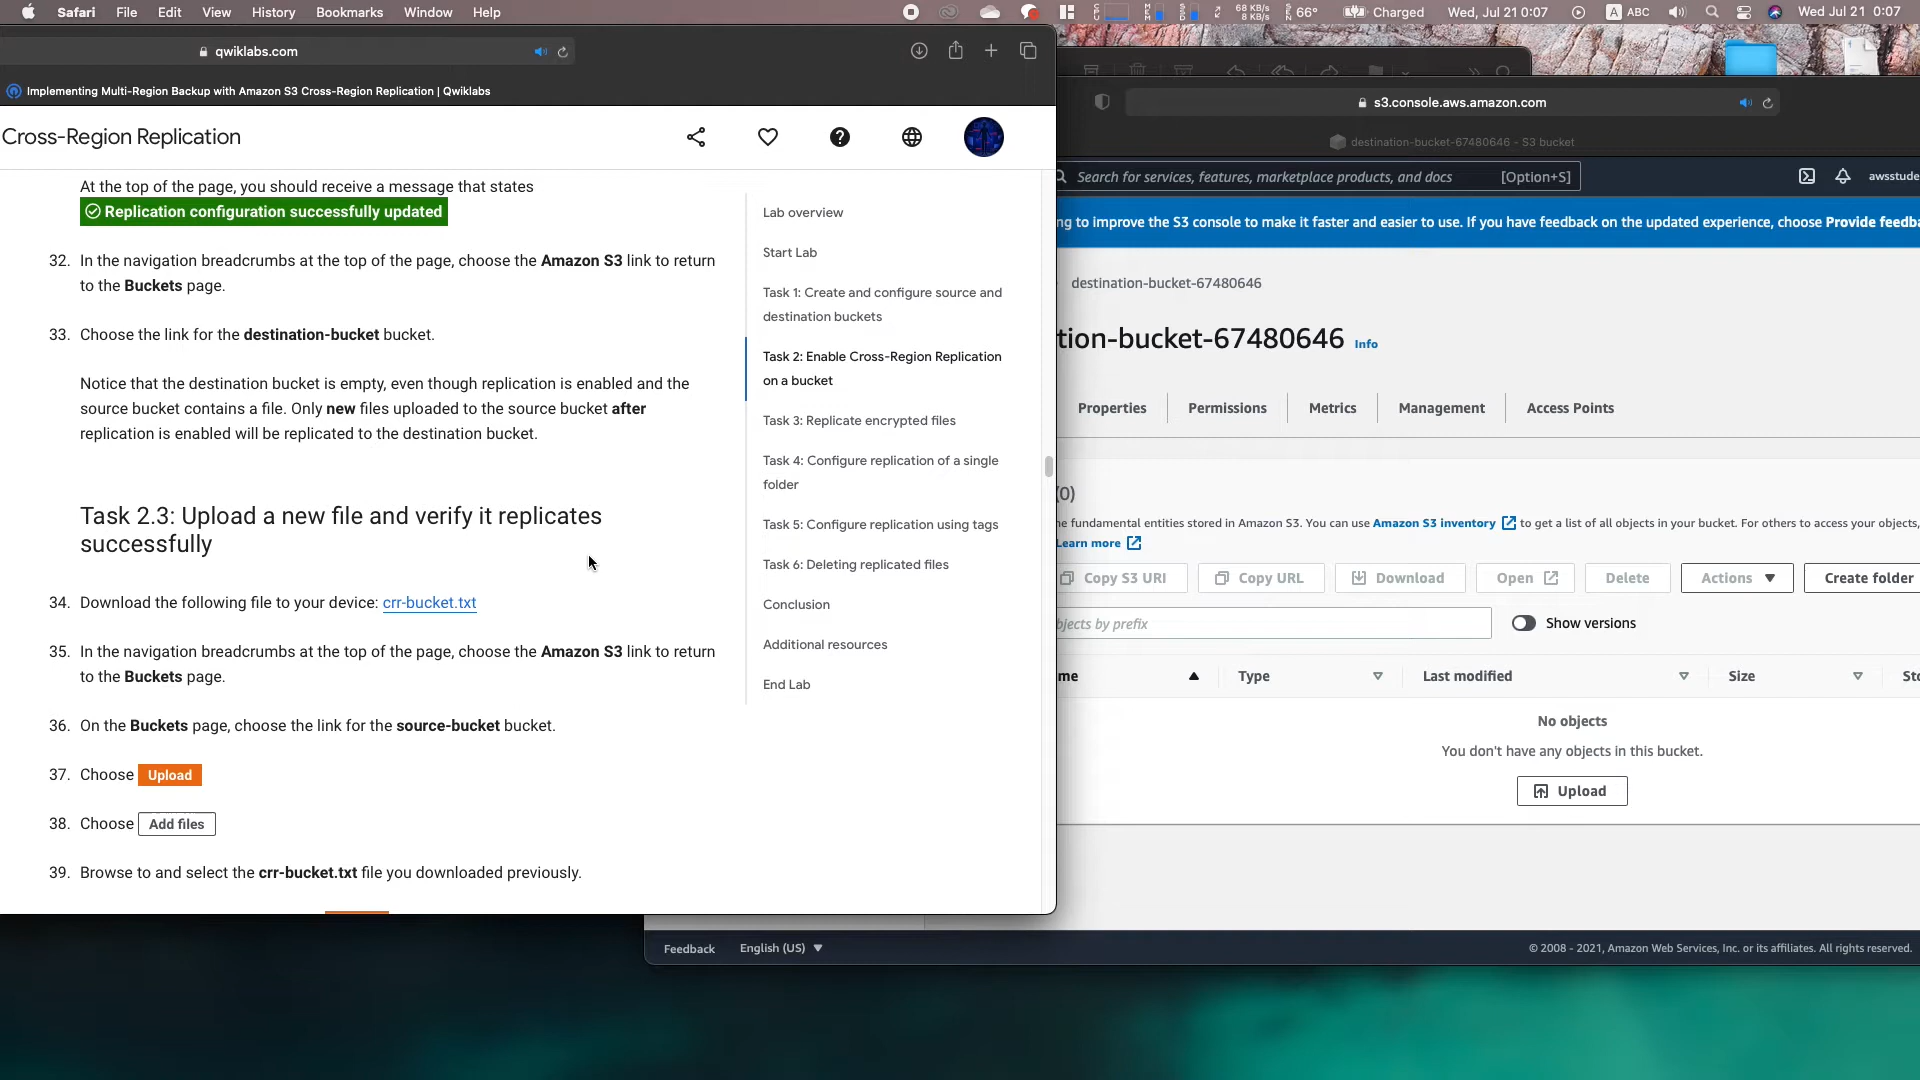 Safari File Edit View History Bookmarks Window Help
68 KB/s
8 KB/s
66°
Charged Wed, Jul 21 0:07 A ABC Wed Jul 21 0:07
qwiklabs.com
Implementing Multi-Region Backup with Amazon S3 Cross-Region Replication | Qwiklabs
Cross-Region Replication
At the top of the page, you should receive a message that states
Replication configuration successfully updated
32. In the navigation breadcrumbs at the top of the page, choose the Amazon S3 link to return
to the Buckets page.
33. Choose the link for the destination-bucket bucket.
Notice that the destination bucket is empty, even though replication is enabled and the
source bucket contains a file. Only new files uploaded to the source bucket after
replication is enabled will be replicated to the destination bucket.
Task 2.3: Upload a new file and verify it replicates
successfully
34. Download the following file to your device: crr-bucket.txt
35. In the navigation breadcrumbs at the top of the page, choose the Amazon S3 link to return
to the Buckets page.
36. On the Buckets page, choose the link for the source-bucket bucket.
37. Choose Upload
38. Choose Add files
39. Browse to and select the crr-bucket.txt file you downloaded previously.
Lab overview
Start Lab
Task 1: Create and configure source and
destination buckets
Task 2: Enable Cross-Region Replication
on a bucket
Task 3: Replicate encrypted files
Task 4: Configure replication of a single
folder
Task 5: Configure replication using tags
Task 6: Deleting replicated files
Conclusion
Additional resources
End Lab
s3.console.aws.amazon.com
destination-bucket-67480646 - S3 bucket
Search for services, features, marketplace products, and docs [Option+S] awsstude
ng to improve the S3 console to make it faster and easier to use. If you have feedback on the updated experience, choose Provide feedba
destination-bucket-67480646
tion-bucket-67480646 Info
Properties Permissions Metrics Management Access Points
(0)
he fundamental entities stored in Amazon S3. You can use Amazon S3 inventory to get a list of all objects in your bucket. For others to access your objects,
Learn more
Copy S3 URI Copy URL Download Open Delete Actions Create folder
bjects by prefix Show versions
me Type Last modified Size Sto
No objects
You don't have any objects in this bucket.
Upload
Feedback English (US) © 2008 - 2021, Amazon Web Services, Inc. or its affiliates. All rights reserved.